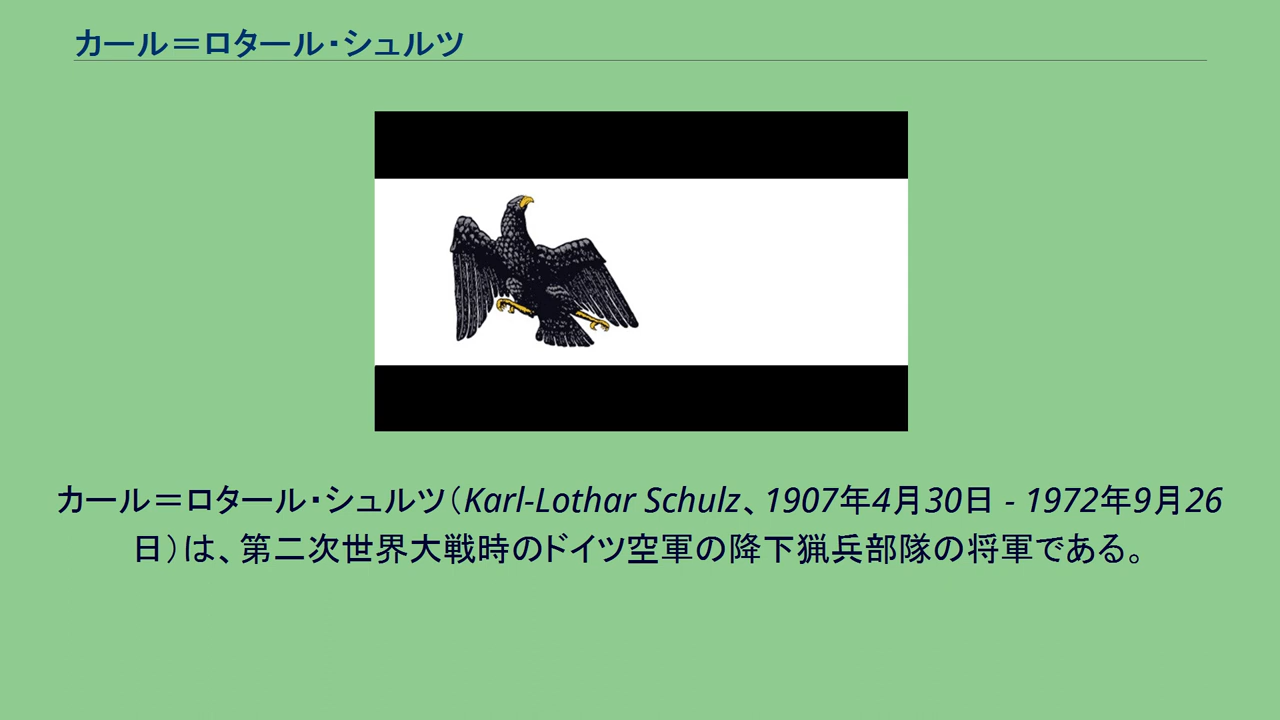 カール＝ロタール・シュルツ
カール＝ロタール・シュルツ（Karl-Lothar Schulz、1907年4月30日 - 1972年9月26
日）は、第二次世界大戦時のドイツ空軍の降下猟兵部隊の将軍である。